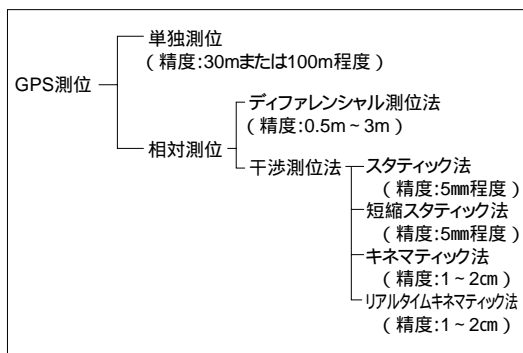 単独測位
(精度:30mまたは100m程度)
GPS測位
ディファレンシャル測位法
(精度:0.5m~3m)
相対測位
干渉測位法
スタティック法
(精度:5㎜程度)
短縮スタティック法
(精度:5㎜程度)
キネマティック法
(精度:1~2㎝)
リアルタイムキネマティック法
(精度:1~2㎝)